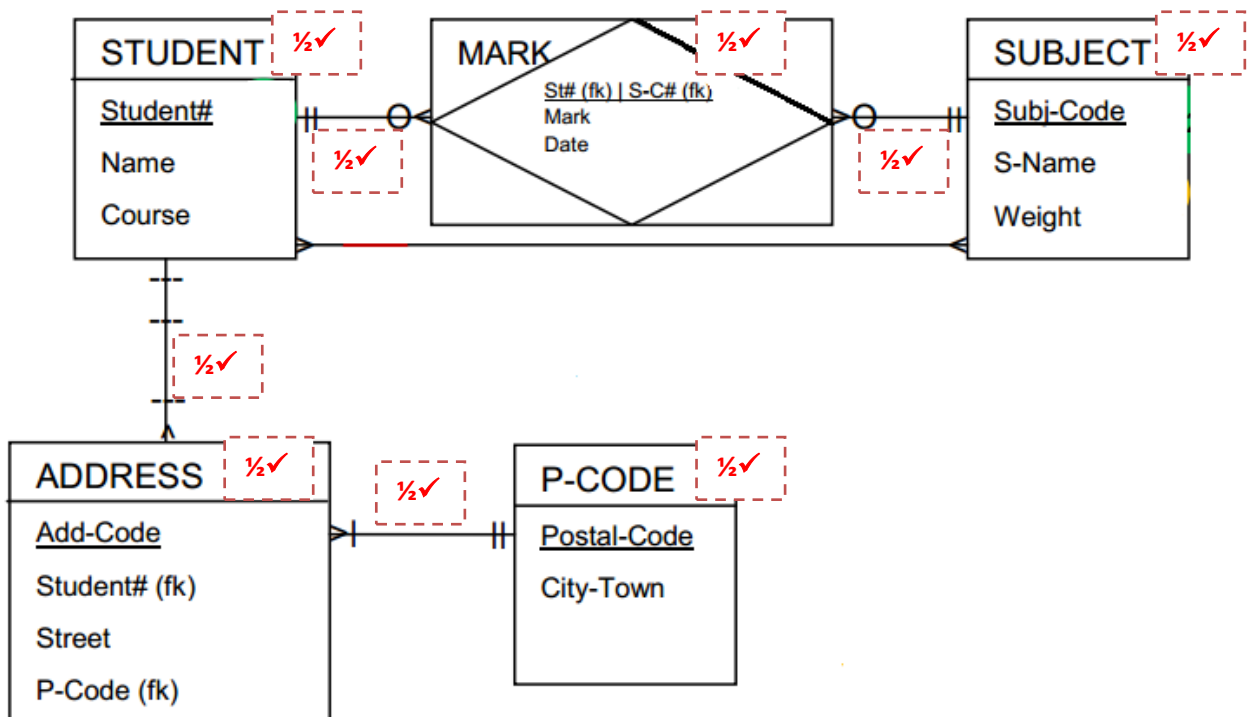 STUDENT
½✓
Student#
Name
Course
½✓
MARK
½✓
St# (fk) | S-C# (fk)
Mark
Date
½✓
SUBJECT
½✓
Subj-Code
S-Name
Weight
½✓
ADDRESS
½✓
Add-Code
Student# (fk)
Street
P-Code (fk)
½✓
P-CODE
½✓
Postal-Code
City-Town